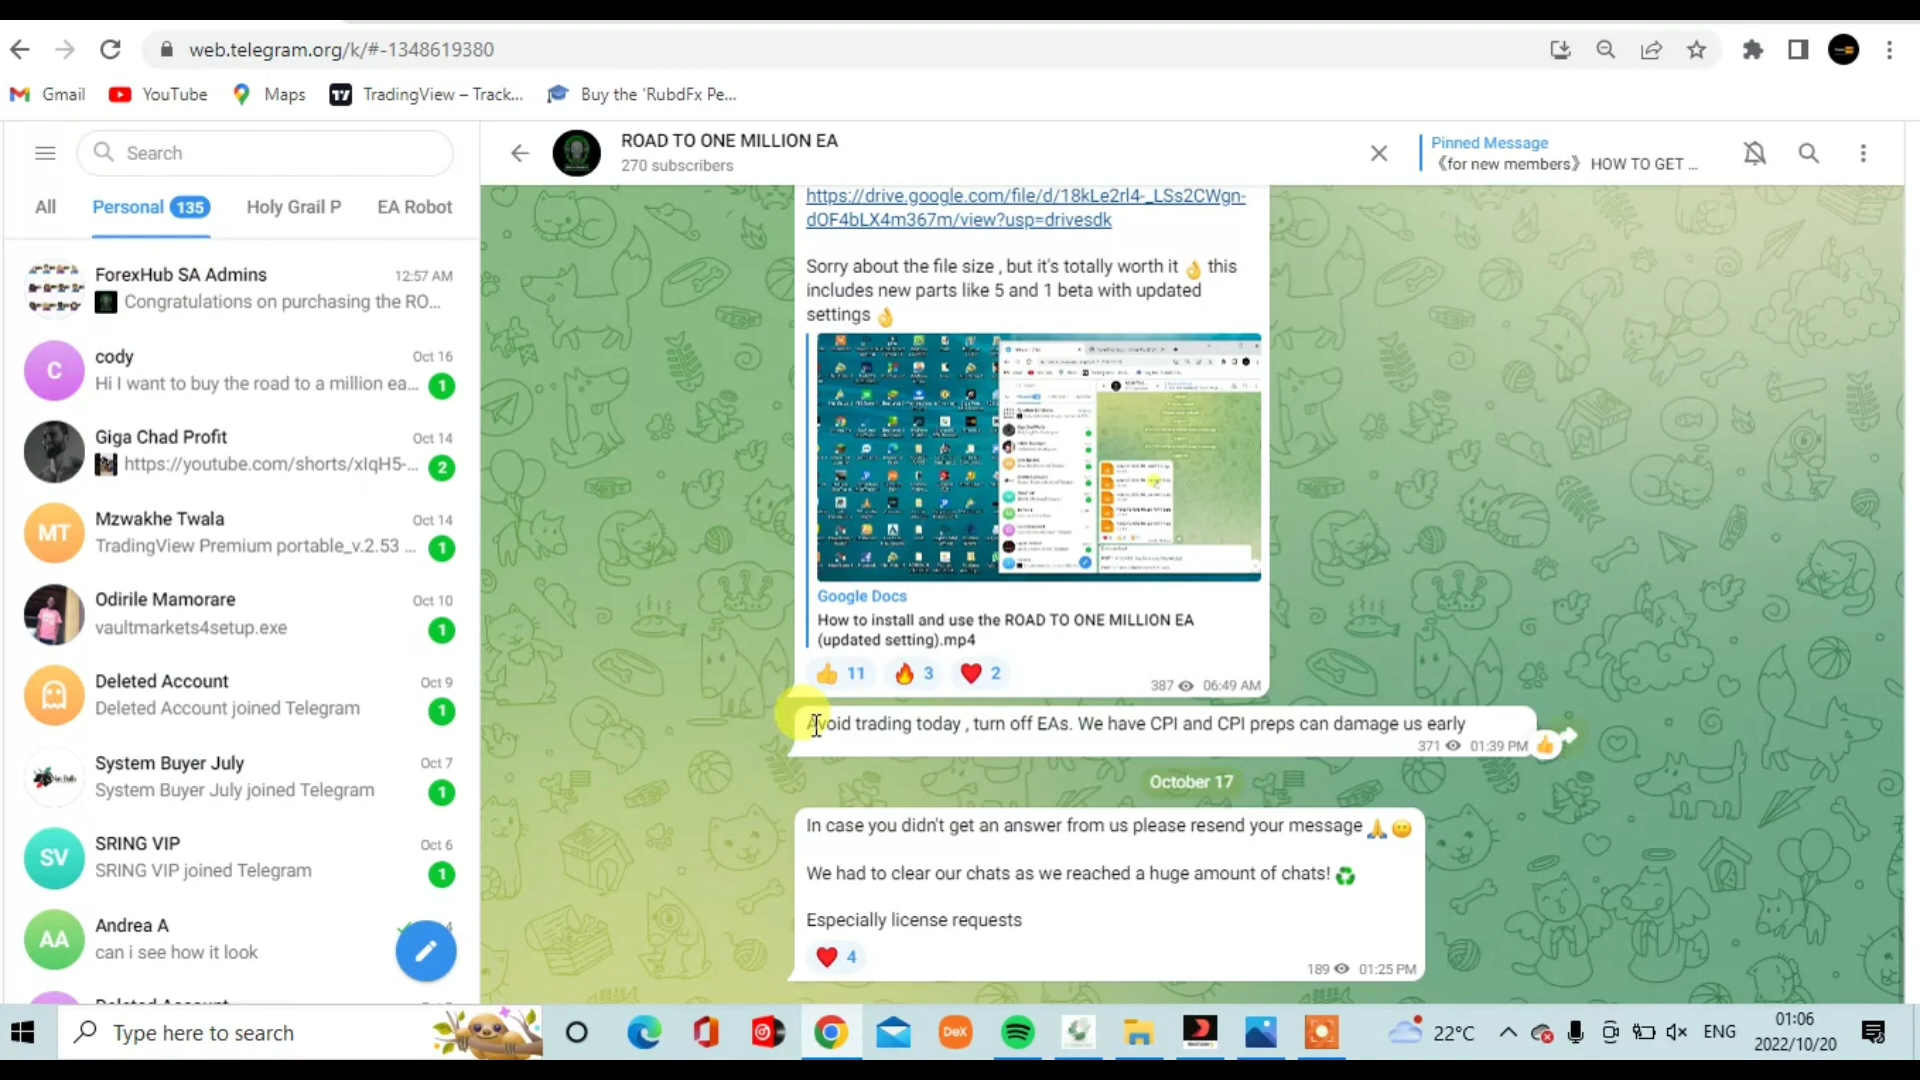 web.telegram.org/k/#-1348619380
Gmail YouTube Maps TradingView – Track... Buy the 'RubdFx Pe...
Search
All Personal 135 Holy Grail P EA Robot
ForexHub SA Admins 12:57 AM
Congratulations on purchasing the RO...
cody Oct 16
Hi I want to buy the road to a million ea... 1
Giga Chad Profit Oct 14
https://youtube.com/shorts/xIqH5-... 2
Mzwakhe Twala Oct 14
TradingView Premium portable_v.2.53 ... 1
Odirile Mamorare Oct 10
vaultmarkets4setup.exe 1
Deleted Account Oct 9
Deleted Account joined Telegram 1
System Buyer July Oct 7
System Buyer July joined Telegram 1
SRING VIP Oct 6
SRING VIP joined Telegram 1
Andrea A 4
can i see how it look
Deleted Account
C
MT
SV
AA
ROAD TO ONE MILLION EA
270 subscribers
Pinned Message
《for new members》 HOW TO GET ...
https://drive.google.com/file/d/18kLe2rl4-_LSs2CWgn-
dOF4bLX4m367m/view?usp=drivesdk
Sorry about the file size , but it's totally worth it 👌 this
includes new parts like 5 and 1 beta with updated
settings 👌
Google Docs
How to install and use the ROAD TO ONE MILLION EA
(updated setting).mp4
👍 11 🔥 3 ❤️ 2
387 06:49 AM
Avoid trading today , turn off EAs. We have CPI and CPI preps can damage us early
371 01:39 PM
October 17
In case you didn't get an answer from us please resend your message 🙏 🙂
We had to clear our chats as we reached a huge amount of chats! ♻️
Especially license requests
❤️ 4
189 01:25 PM
Type here to search
DeX
22°C ENG 01:06
2022/10/20